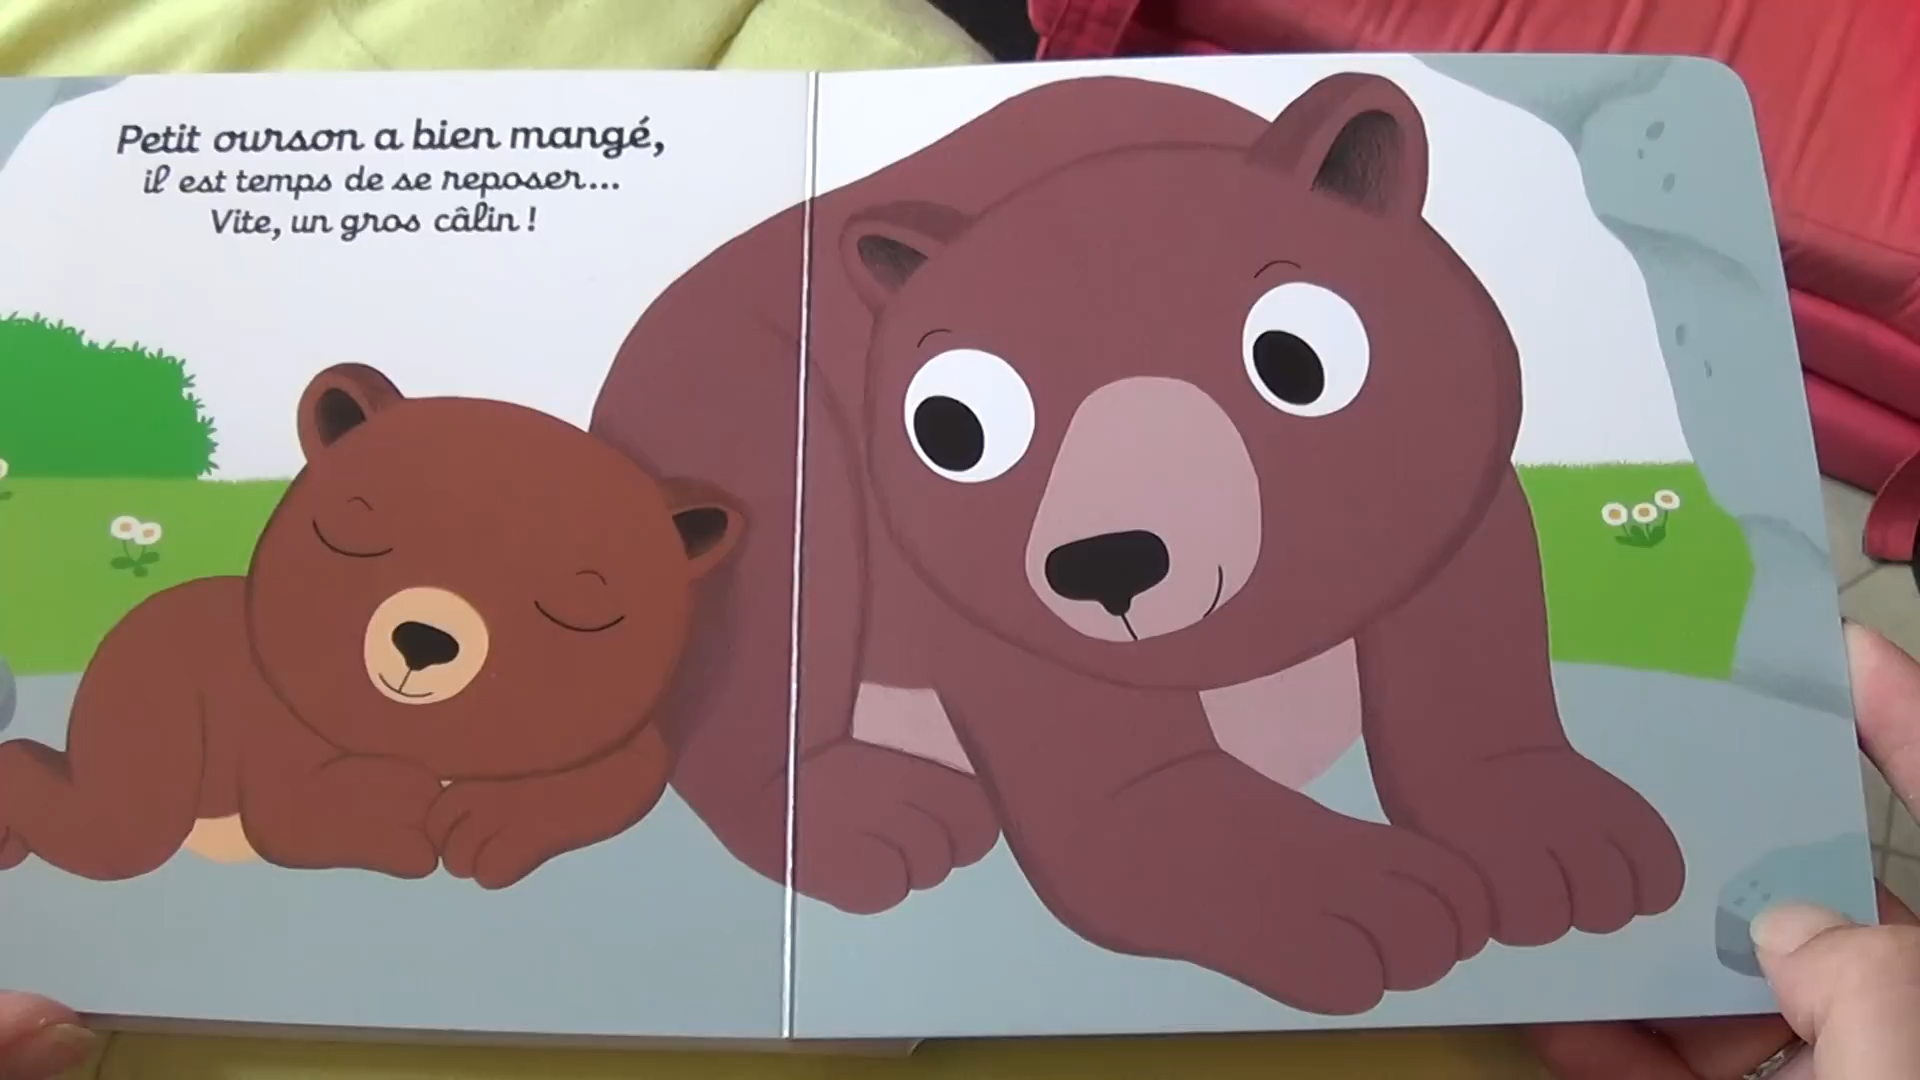 Petit ourson a bien mangé,
il est temps de se reposer...
Vite, un gros câlin !